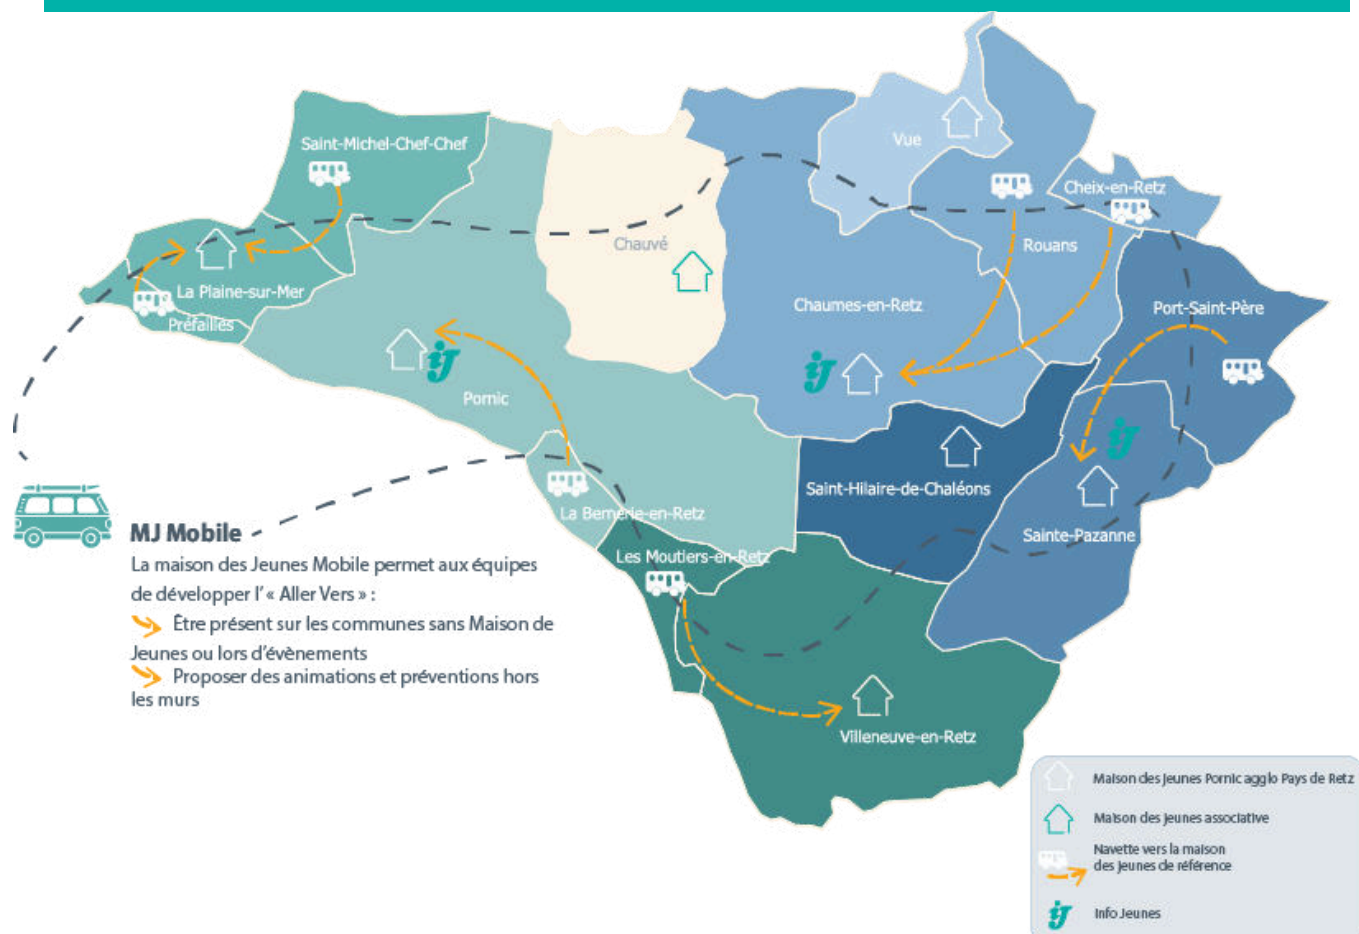 Saint-Michel-Chef-Chef
Vue
Cheix-en-Retz
Rouans
Chauvé
La Plaine-sur-Mer
Préfailles
Chaumes-en-Retz
Port-Saint-Père
Pornic
Saint-Hilaire-de-Chaléons
La Bernerie-en-Retz
Sainte-Pazanne
Les Moutiers-en-Retz
Villeneuve-en-Retz
MJ Mobile
La maison des Jeunes Mobile permet aux équipes
de développer l'« Aller Vers » :
Être présent sur les communes sans Maison de
Jeunes ou lors d'évènements
Proposer des animations et préventions hors
les murs
Maison des Jeunes Pornic agglo Pays de Retz
Maison des jeunes associative
Navette vers la maison
des jeunes de référence
iJ Info Jeunes
iJ
iJ
iJ